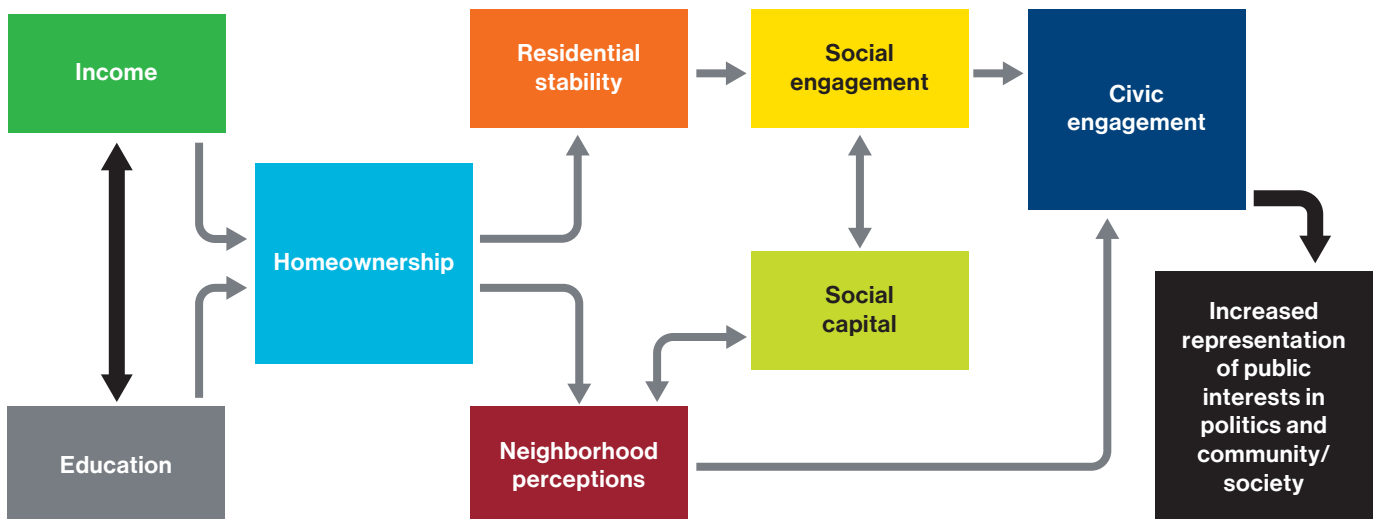 Income
Residential
stability
Social
engagement
Civic
engagement
Homeownership
Social
capital
Increased
representation
of public
interests in
politics and
community/
society
Education
Neighborhood
perceptions